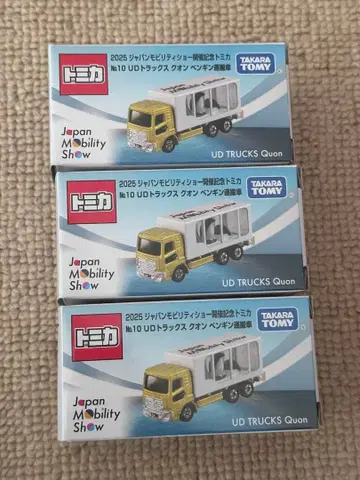 トミカ
2025 ジャパンモビリティショー開催記念トミカ
№10 UDトラックス クオン ペンギン運搬車
TAKARA TOMY
Japan
Mobility
Show
UD TRUCKS Quon
トミカ
2025 ジャパンモビリティショー開催記念トミカ
№10 UDトラックス クオン ペンギン運搬車
TAKARA TOMY
Japan
Mobility
Show
UD TRUCKS Quon
トミカ
2025 ジャパンモビリティショー開催記念トミカ
№10 UDトラックス クオン ペンギン運搬車
TAKARA TOMY
Japan
Mobility
Show
UD TRUCKS Quon